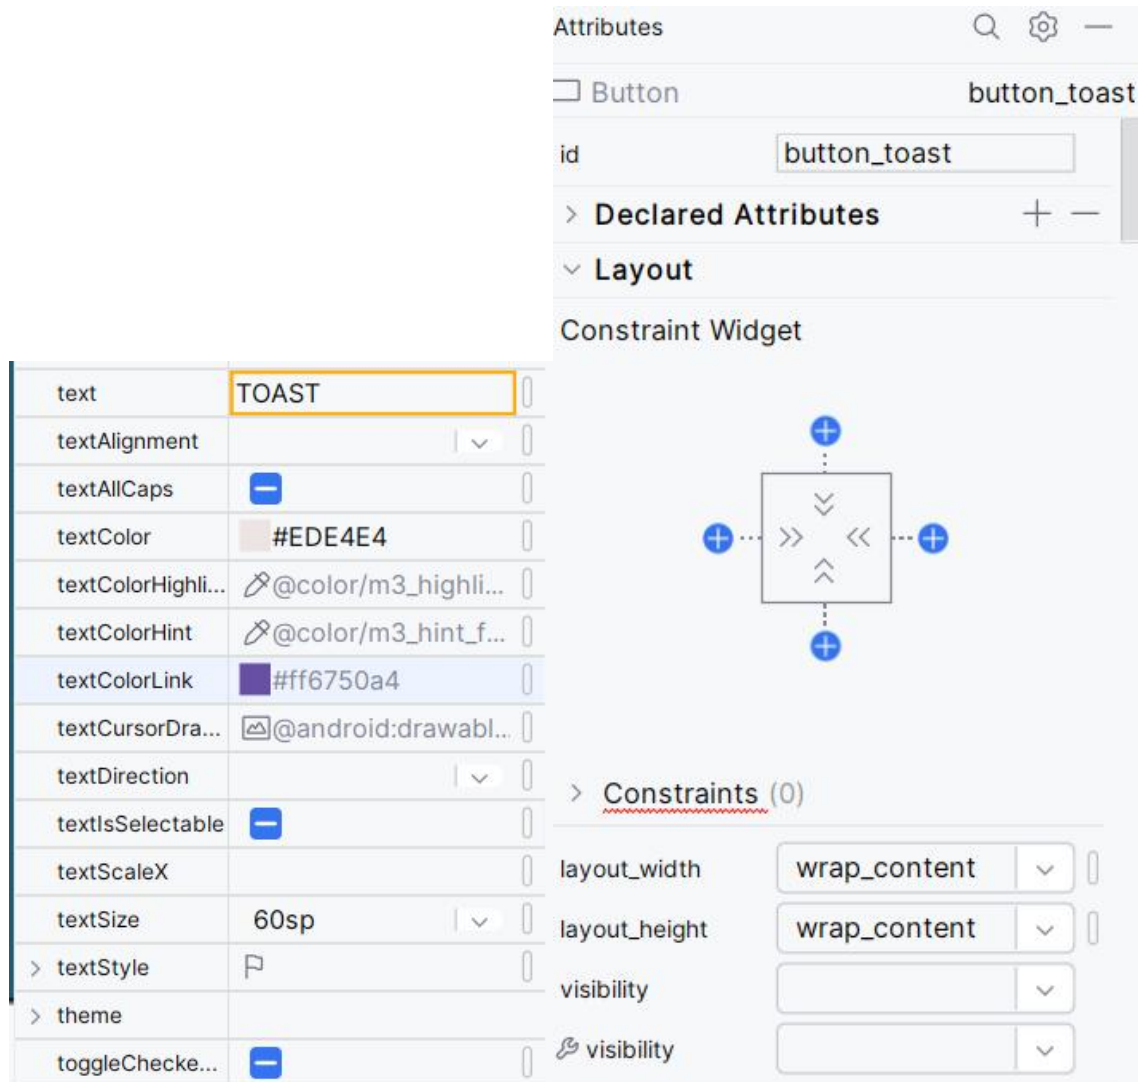 Attributes
Button button_toast
id button_toast
Declared Attributes
Layout
Constraint Widget
Constraints (0)
layout_width wrap_content
layout_height wrap_content
visibility
visibility
text TOAST
textAlignment
textAllCaps
textColor #EDE4E4
textColorHighli... @color/m3_highli...
textColorHint @color/m3_hint_f...
textColorLink #ff6750a4
textCursorDra... @android:drawabl...
textDirection
textIsSelectable
textScaleX
textSize 60sp
textStyle
theme
toggleChecke...